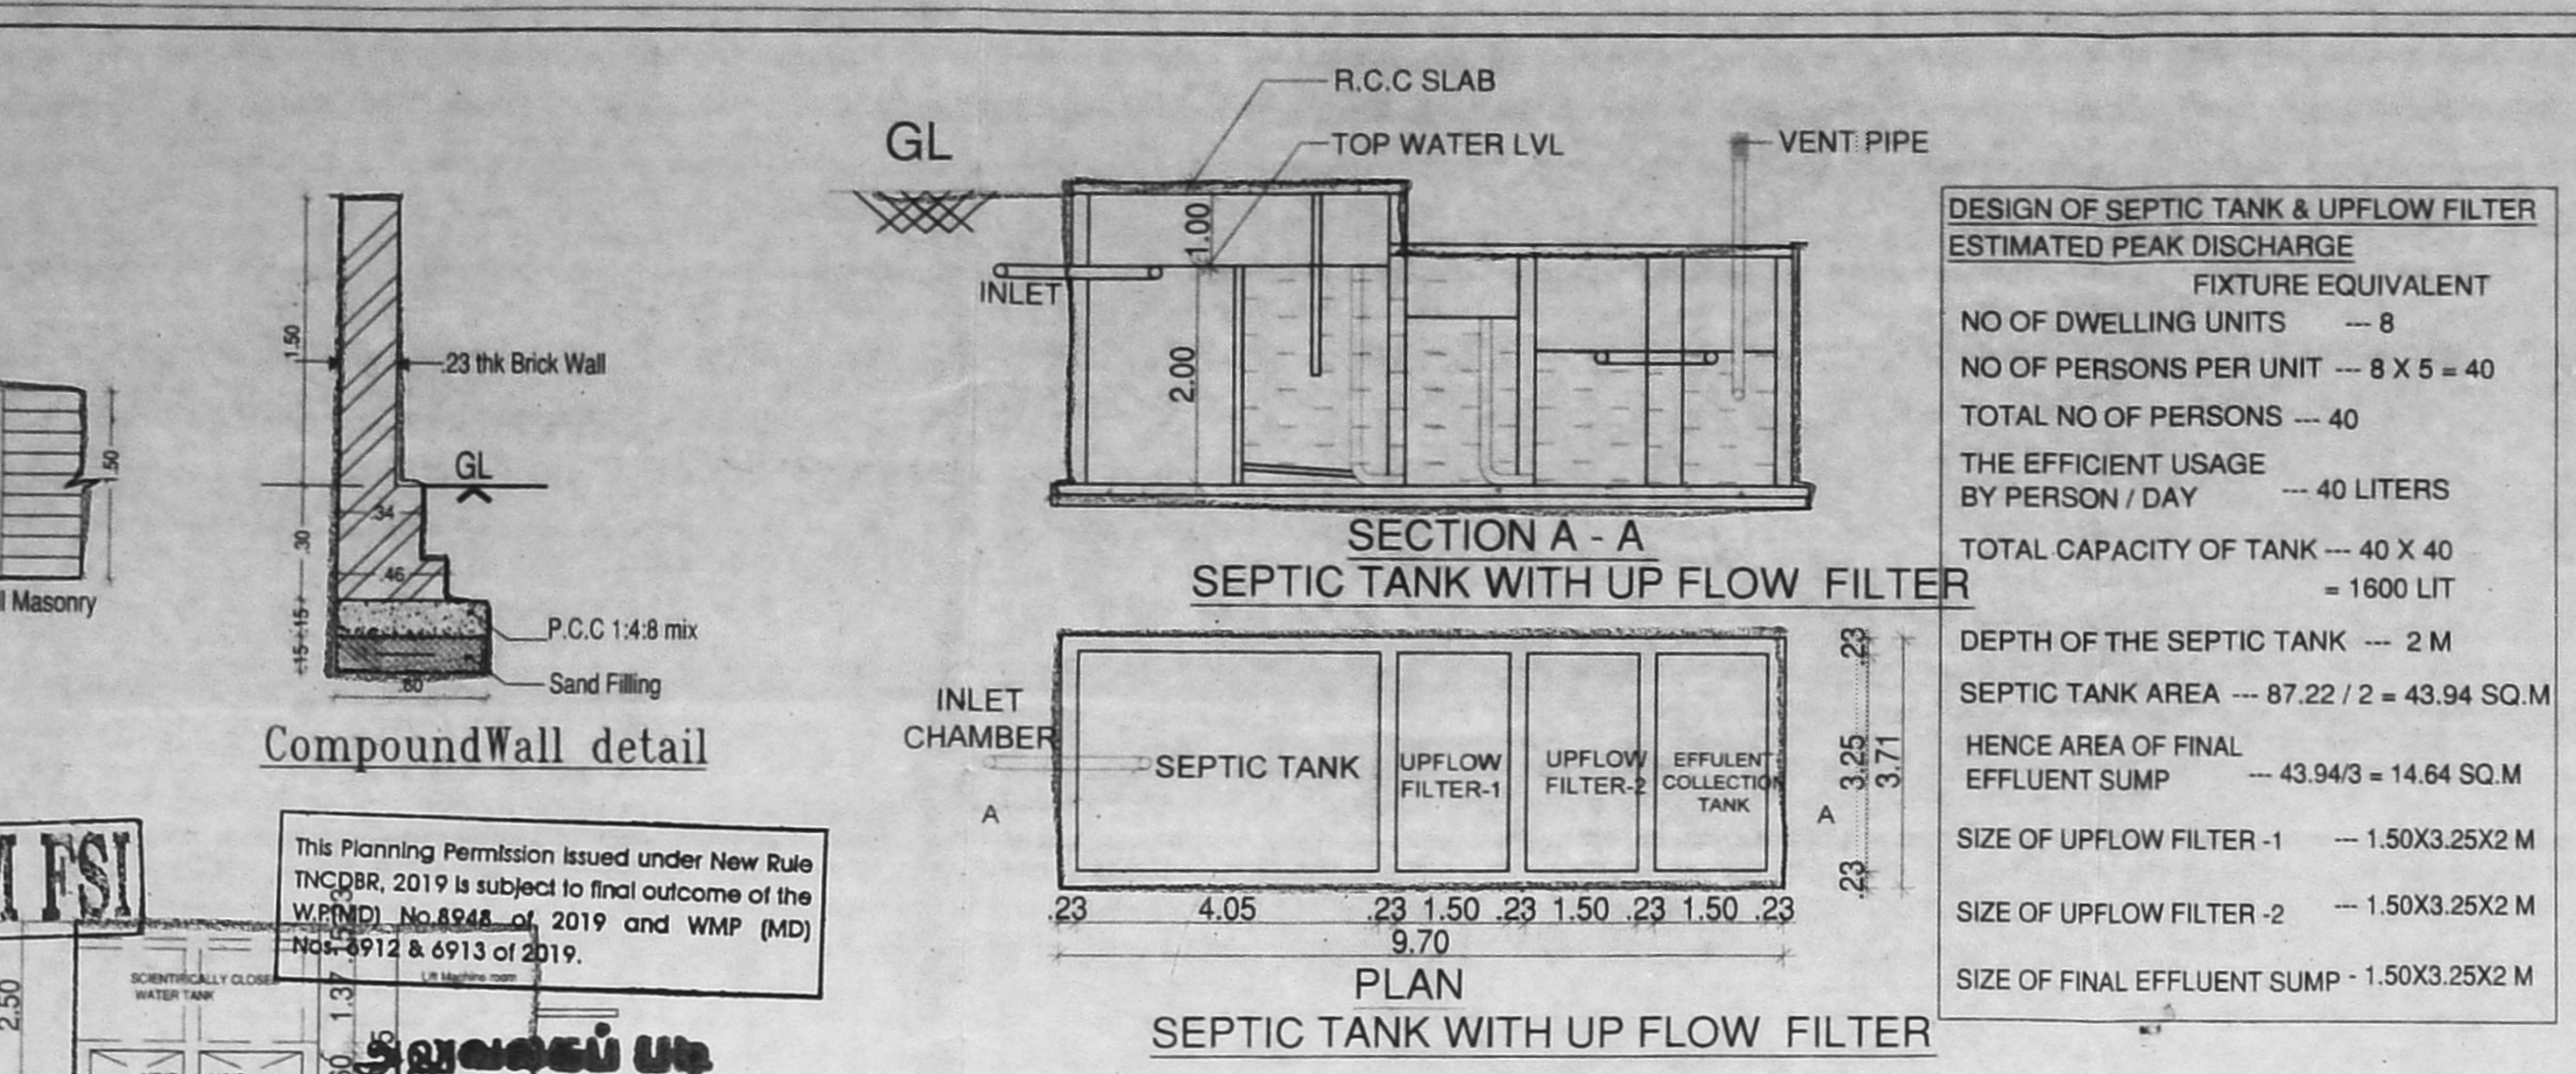 R.C.C SLAB
GL
TOP WATER LVL
VENT PIPE
1.00
INLET
2.00
SECTION A - A
SEPTIC TANK WITH UP FLOW FILTER
1.50
.23 thk Brick Wall
GL
.34
.30
.46
.15
.15
P.C.C 1:4:8 mix
Sand Filling
.60
CompoundWall detail
1.50
Masonry
INLET
CHAMBER
SEPTIC TANK
UPFLOW
FILTER-1
UPFLOW
FILTER-2
EFFULENT
COLLECTION
TANK
A
A
.23
3.25
3.71
.23
.23 4.05 .23 1.50 .23 1.50 .23 1.50 .23
9.70
PLAN
SEPTIC TANK WITH UP FLOW FILTER
DESIGN OF SEPTIC TANK & UPFLOW FILTER
ESTIMATED PEAK DISCHARGE
FIXTURE EQUIVALENT
NO OF DWELLING UNITS --- 8
NO OF PERSONS PER UNIT --- 8 X 5 = 40
TOTAL NO OF PERSONS --- 40
THE EFFICIENT USAGE
BY PERSON / DAY --- 40 LITERS
TOTAL CAPACITY OF TANK --- 40 X 40
= 1600 LIT
DEPTH OF THE SEPTIC TANK --- 2 M
SEPTIC TANK AREA --- 87.22 / 2 = 43.94 SQ.M
HENCE AREA OF FINAL
EFFLUENT SUMP --- 43.94/3 = 14.64 SQ.M
SIZE OF UPFLOW FILTER -1 --- 1.50X3.25X2 M
SIZE OF UPFLOW FILTER -2 --- 1.50X3.25X2 M
SIZE OF FINAL EFFLUENT SUMP - 1.50X3.25X2 M
FSI
This Planning Permission issued under New Rule
TNCDBR, 2019 is subject to final outcome of the
W.P(MD) No.8948 of 2019 and WMP (MD)
Nos. 6912 & 6913 of 2019.
SCIENTIFICALLY CLOSED
WATER TANK
Lift Machine room
2.50
1.37
அலுவலகப் படி